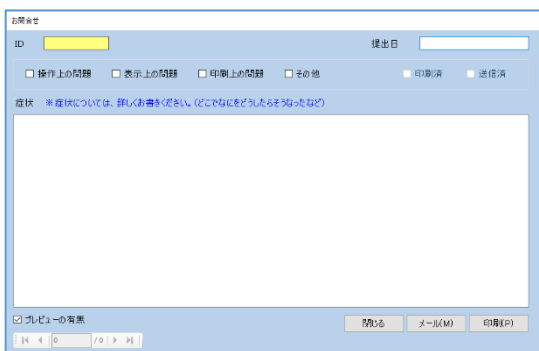 お問合せ
ID 提出日
操作上の問題 表示上の問題 印刷上の問題 その他 印刷済 送信済
症状 ※症状については、詳しくお書きください。(どこでなにをどうしたらそうなったなど)
プレビューの有無 閉じる メール(M) 印刷(P)
0 / 0